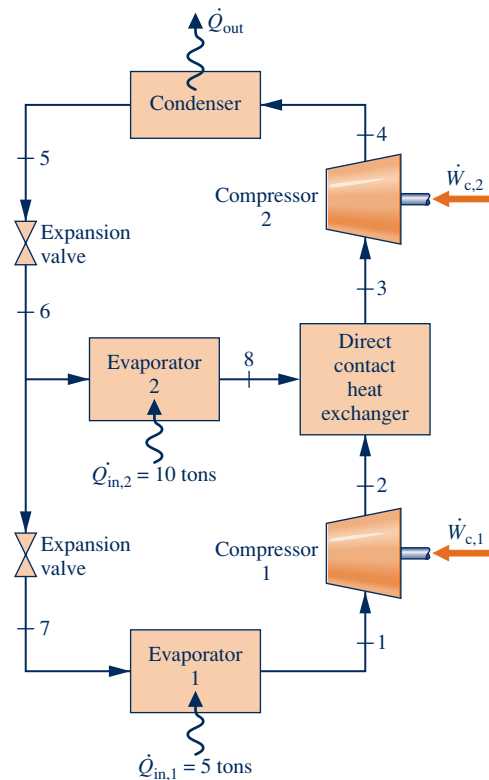 Q̇out
Condenser
4
5
Ẇc,2
Compressor
2
Expansion
valve
3
6
Direct
contact
heat
exchanger
8
Evaporator
2
Q̇in,2 = 10 tons
2
Ẇc,1
Compressor
1
Expansion
valve
7
1
Evaporator
1
Q̇in,1 = 5 tons